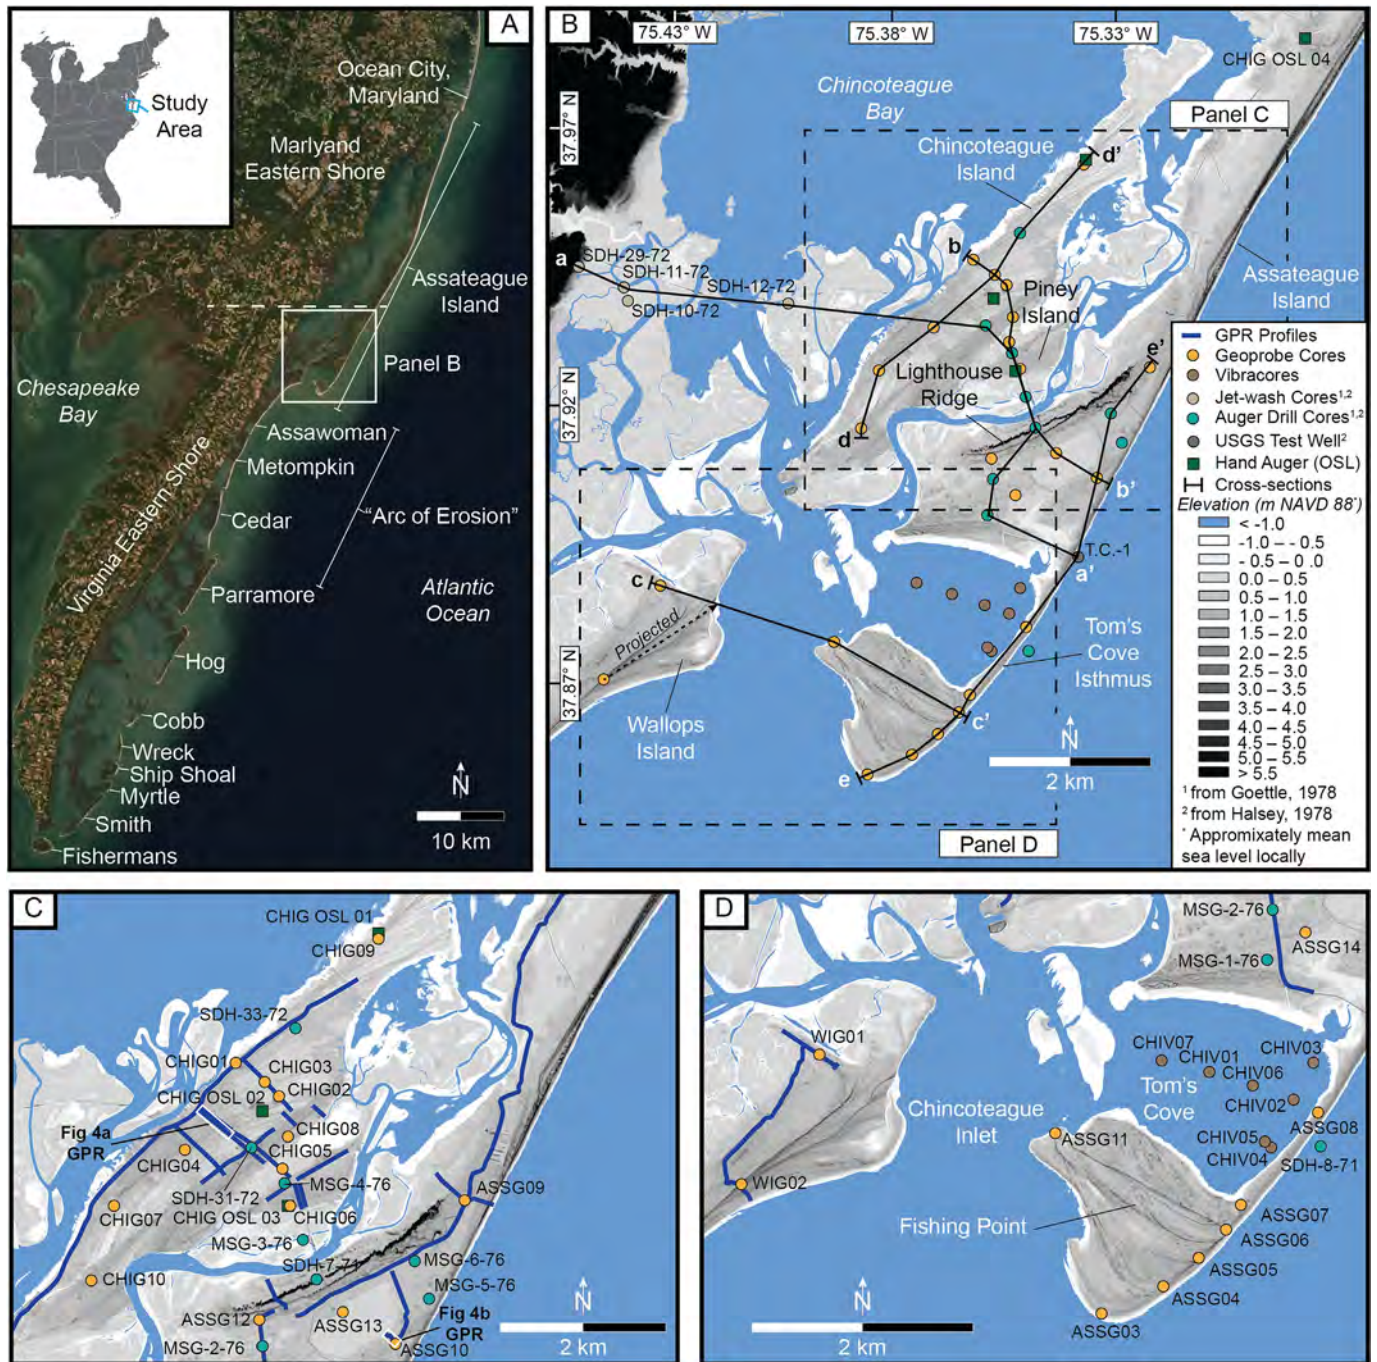 A
Study
Area
Ocean City,
Maryland
Marlyand
Eastern Shore
Assateague
Island
Panel B
Chesapeake
Bay
Assawoman
Metompkin
Virginia Eastern Shore
Cedar
"Arc of Erosion"
Parramore
Atlantic
Ocean
Hog
Cobb
Wreck
Ship Shoal
Myrtle
Smith
Fishermans
N
10 km
B
75.43° W
75.38° W
75.33° W
CHIG OSL 04
Chincoteague
Bay
Panel C
37.97° N
Chincoteague
Island
d'
b
a
SDH-29-72
SDH-11-72
SDH-12-72
SDH-10-72
Assateague
Island
Piney
Island
e'
Lighthouse
Ridge
37.92° N
d
b'
T.C.-1
a'
c
Projected
Tom's
Cove
Isthmus
37.87° N
Wallops
Island
c'
e
N
2 km
Panel D
GPR Profiles
Geoprobe Cores
Vibracores
Jet-wash Cores1,2
Auger Drill Cores1,2
USGS Test Well2
Hand Auger (OSL)
Cross-sections
Elevation (m NAVD 88*)
< -1.0
-1.0 – -0.5
-0.5 – 0.0
0.0 – 0.5
0.5 – 1.0
1.0 – 1.5
1.5 – 2.0
2.0 – 2.5
2.5 – 3.0
3.0 – 3.5
3.5 – 4.0
4.0 – 4.5
4.5 – 5.0
5.0 – 5.5
> 5.5
1 from Goettle, 1978
2 from Halsey, 1978
* Appromixately mean
sea level locally
C
CHIG OSL 01
CHIG09
SDH-33-72
CHIG01
CHIG03
CHIG02
CHIG OSL 02
Fig 4a
GPR
CHIG08
CHIG04
CHIG05
SDH-31-72
MSG-4-76
ASSG09
CHIG07
CHIG OSL 03
CHIG06
MSG-3-76
SDH-7-71
MSG-6-76
CHIG10
MSG-5-76
ASSG12
ASSG13
Fig 4b
GPR
MSG-2-76
ASSG10
N
2 km
D
MSG-2-76
ASSG14
MSG-1-76
WIG01
CHIV07
CHIV01
CHIV03
CHIV06
Tom's
Cove
CHIV02
Chincoteague
Inlet
ASSG08
ASSG11
CHIV05
CHIV04
SDH-8-71
WIG02
Fishing Point
ASSG07
ASSG06
ASSG05
ASSG04
ASSG03
N
2 km